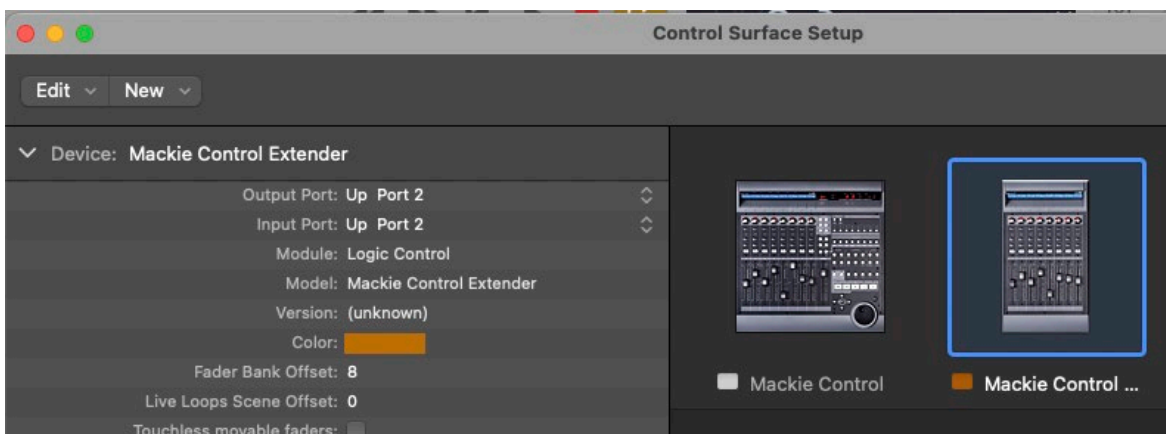 Control Surface Setup
Edit New
Device: Mackie Control Extender
Output Port: Up Port 2
Input Port: Up Port 2
Module: Logic Control
Model: Mackie Control Extender
Version: (unknown)
Color:
Fader Bank Offset: 8
Live Loops Scene Offset: 0
Touchless movable faders:
Mackie Control
Mackie Control ...